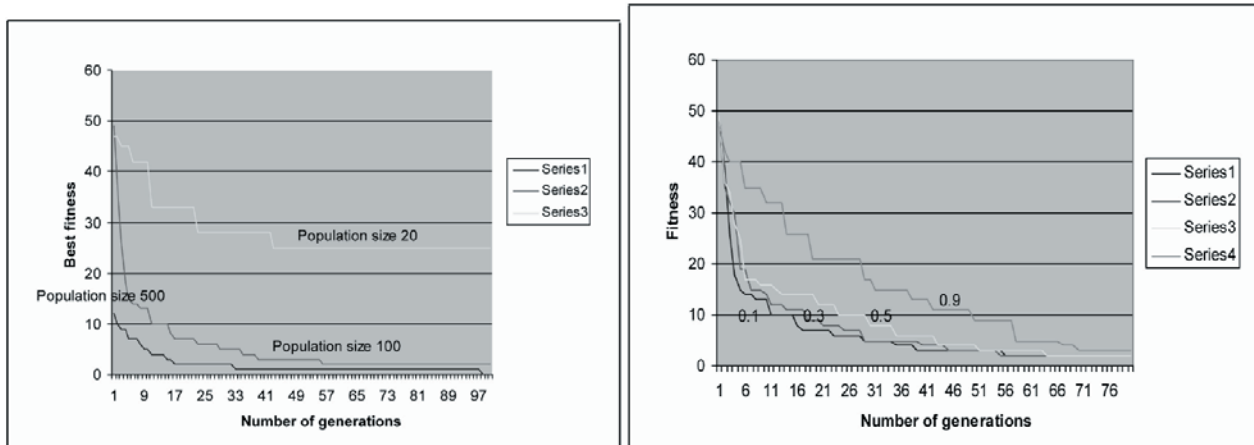 60
50
40
30
20
10
0
Best fitness
Population size 20
Population size 500
Population size 100
1 9 17 25 33 41 49 57 65 73 81 89 97
Number of generations
Series1
Series2
Series3
60
50
40
30
20
10
0
Fitness
0.1
0.3
0.5
0.9
1 6 11 16 21 26 31 36 41 46 51 56 61 66 71 76
Number of generations
Series1
Series2
Series3
Series4